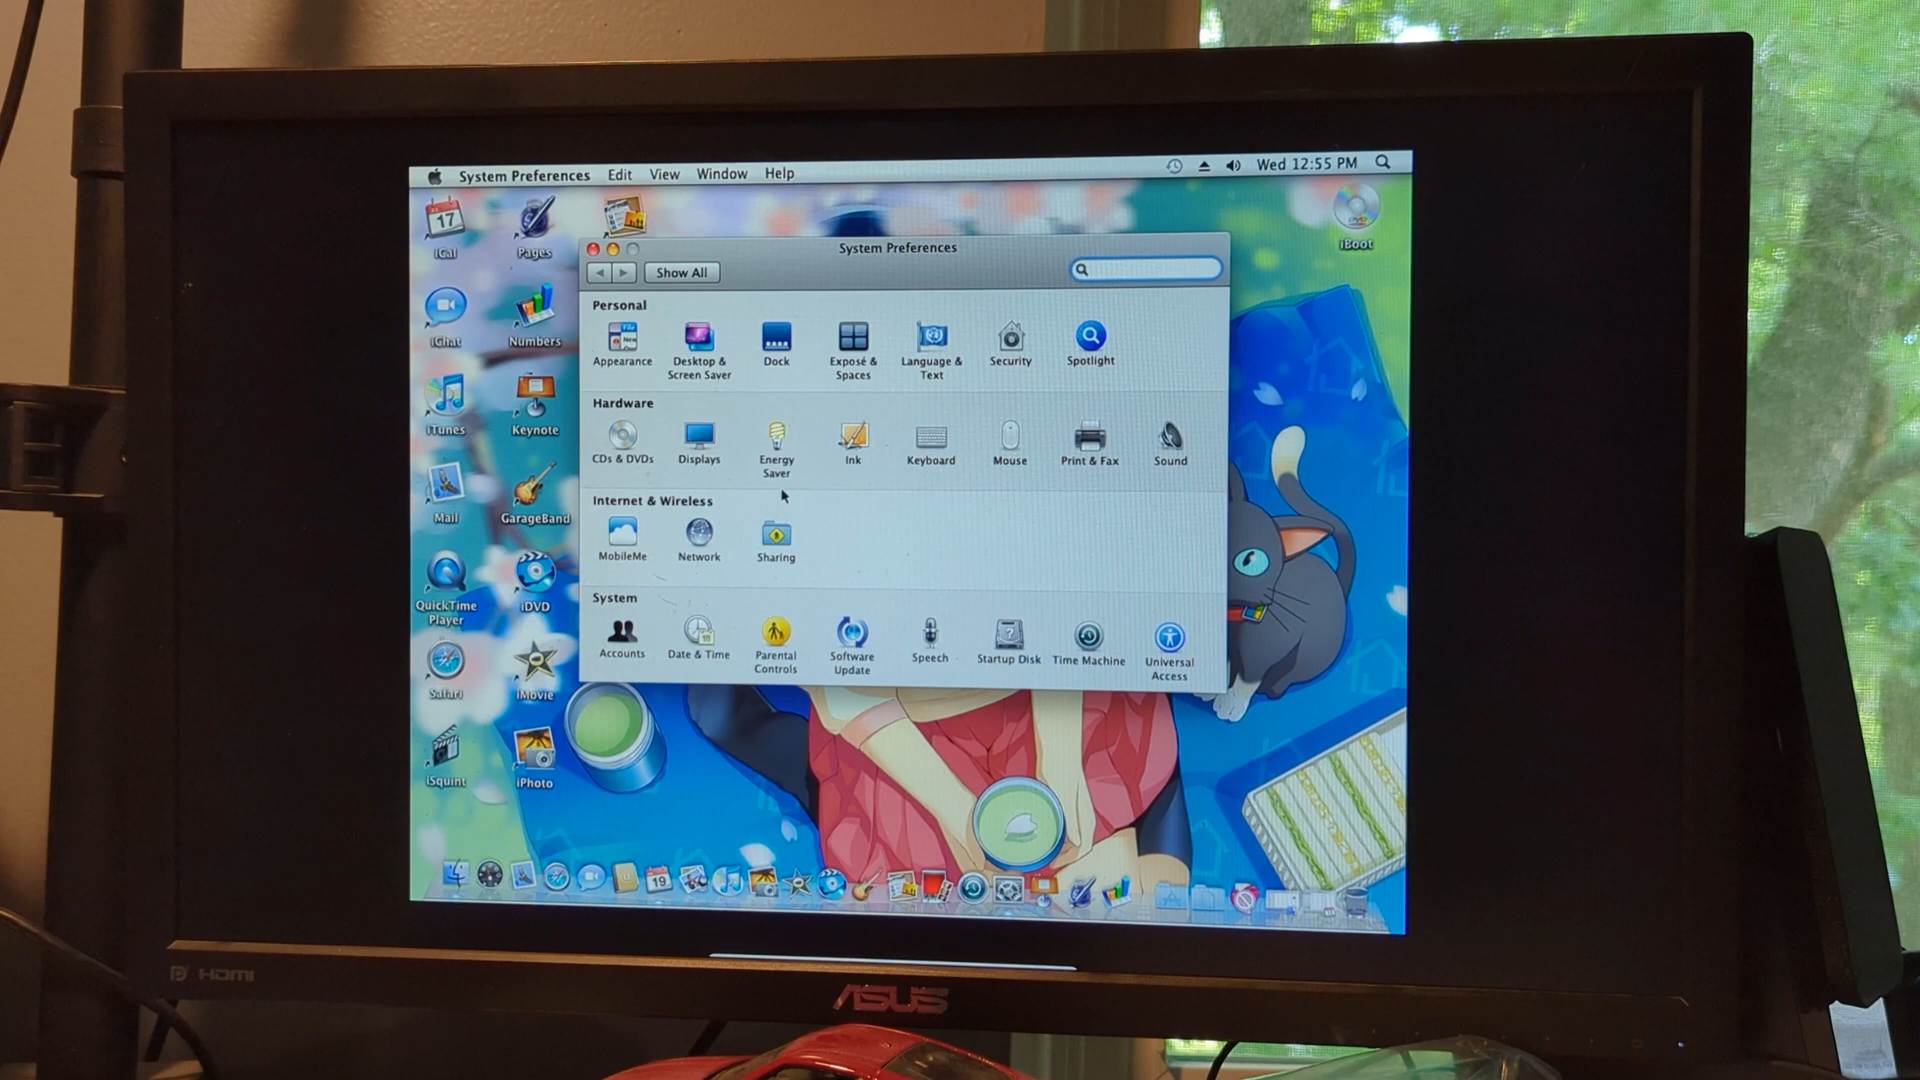 System Preferences Edit View Window Help
Wed 12:55 PM
17
iCal
Pages
iBoot
DVD
iChat
Numbers
iTunes
Keynote
Mail
GarageBand
QuickTime
Player
iDVD
Safari
iMovie
iSquint
iPhoto
System Preferences
Show All
Personal
Appearance
Desktop &
Screen Saver
Dock
Exposé &
Spaces
Language &
Text
Security
Spotlight
Hardware
CDs & DVDs
Displays
Energy
Saver
Ink
Keyboard
Mouse
Print & Fax
Sound
Internet & Wireless
MobileMe
Network
Sharing
System
Accounts
Date & Time
Parental
Controls
Software
Update
Speech
Startup Disk
Time Machine
Universal
Access
19
HDMI
ASUS